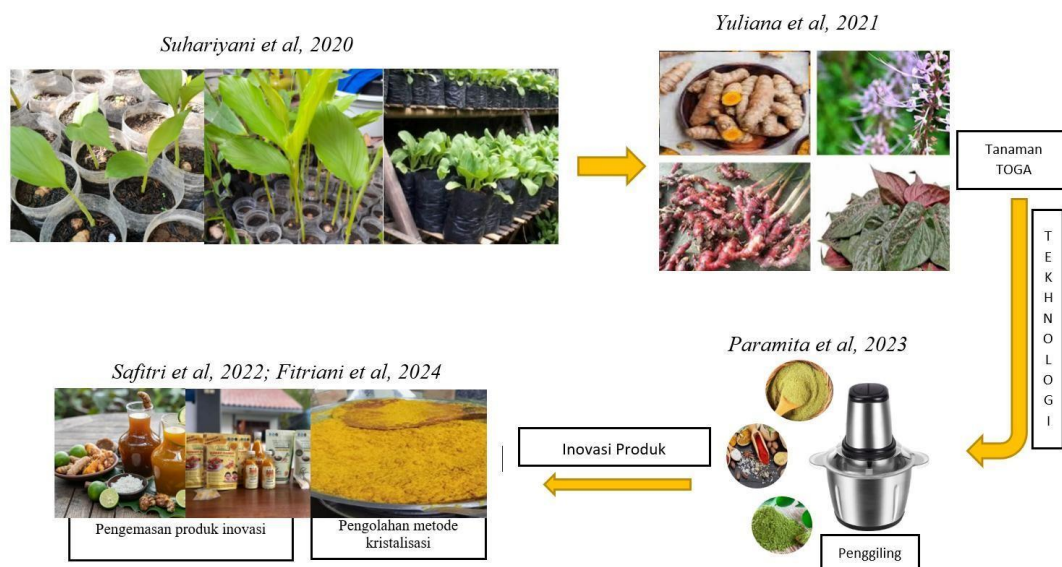 Suhariyani et al, 2020
Yuliana et al, 2021
Tanaman
TOGA
T
E
K
H
N
O
L
O
G
I
Paramita et al, 2023
Penggiling
Inovasi Produk
Safitri et al, 2022; Fitriani et al, 2024
Pengemasan produk inovasi
Pengolahan metode
kristalisasi